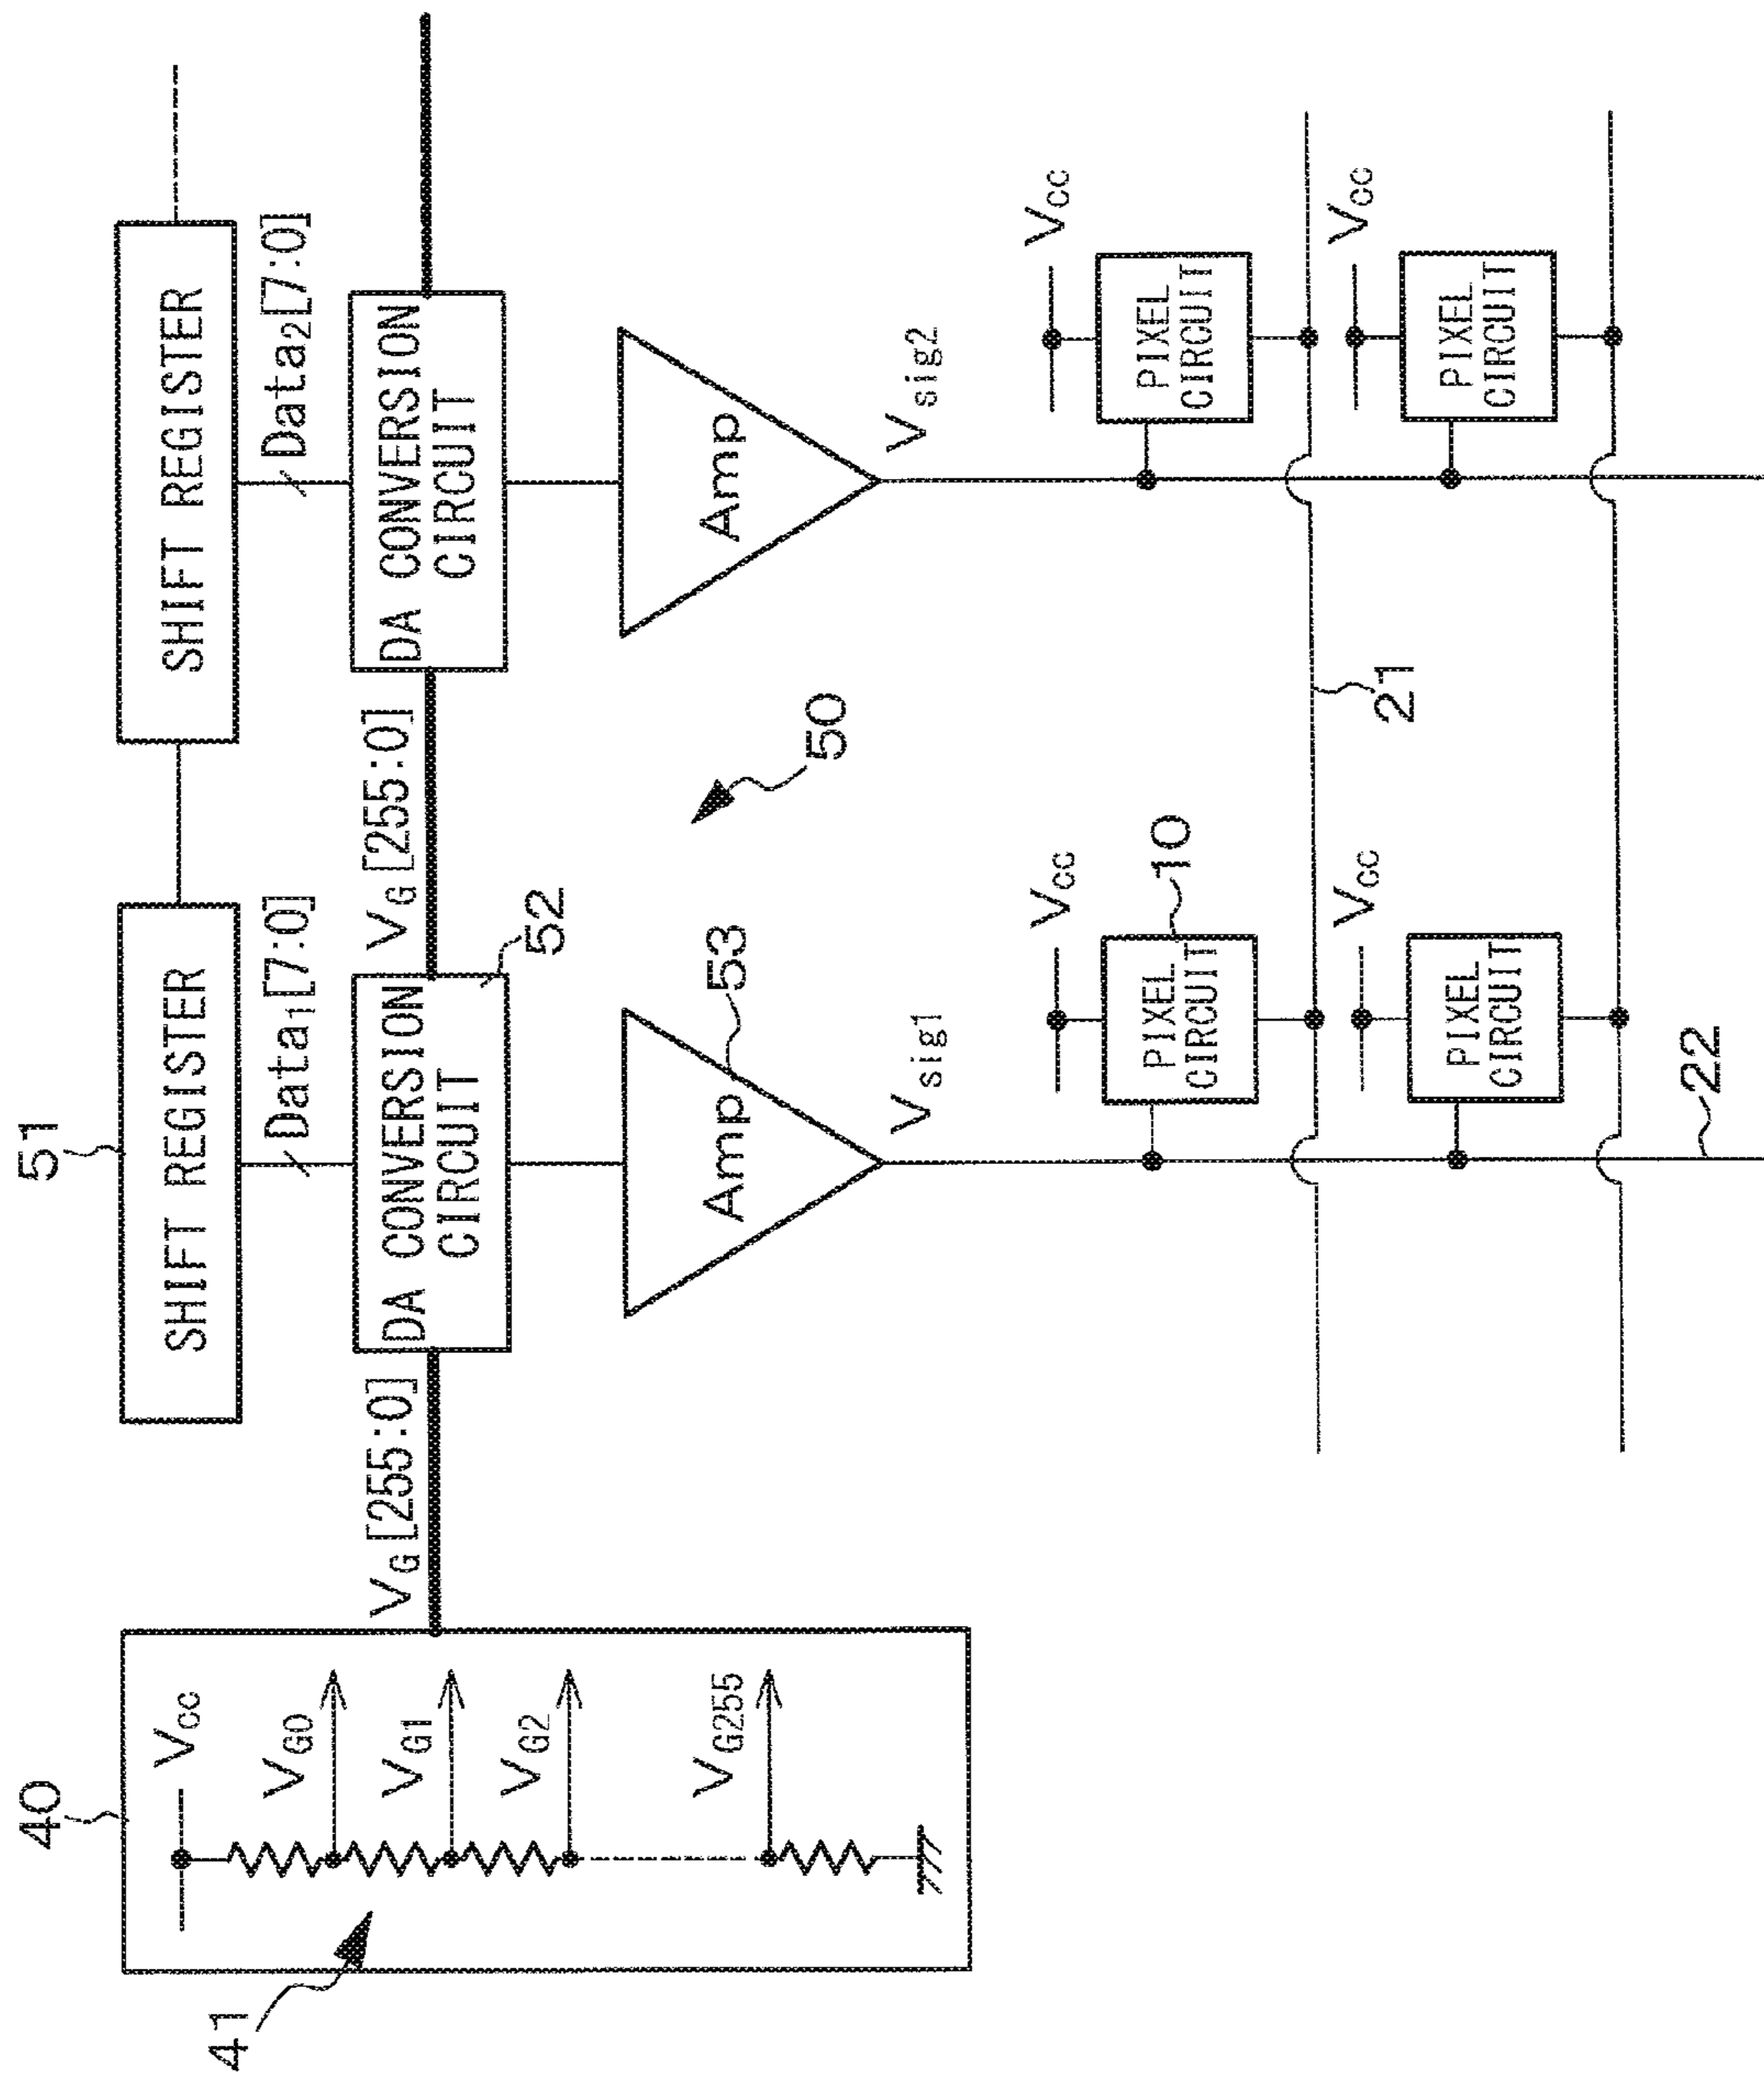 40
41
Vcc
VG0
VG1
VG2
VG255
VG[255:0]
51
SHIFT REGISTER
Data1[7:0]
DA CONVERSION
CIRCUIT
52
Amp
53
Vsig1
VG[255:0]
50
SHIFT REGISTER
Data2[7:0]
DA CONVERSION
CIRCUIT
Amp
Vsig2
Vcc
PIXEL
CIRCUIT
10
Vcc
PIXEL
CIRCUIT
21
Vcc
PIXEL
CIRCUIT
Vcc
PIXEL
CIRCUIT
22